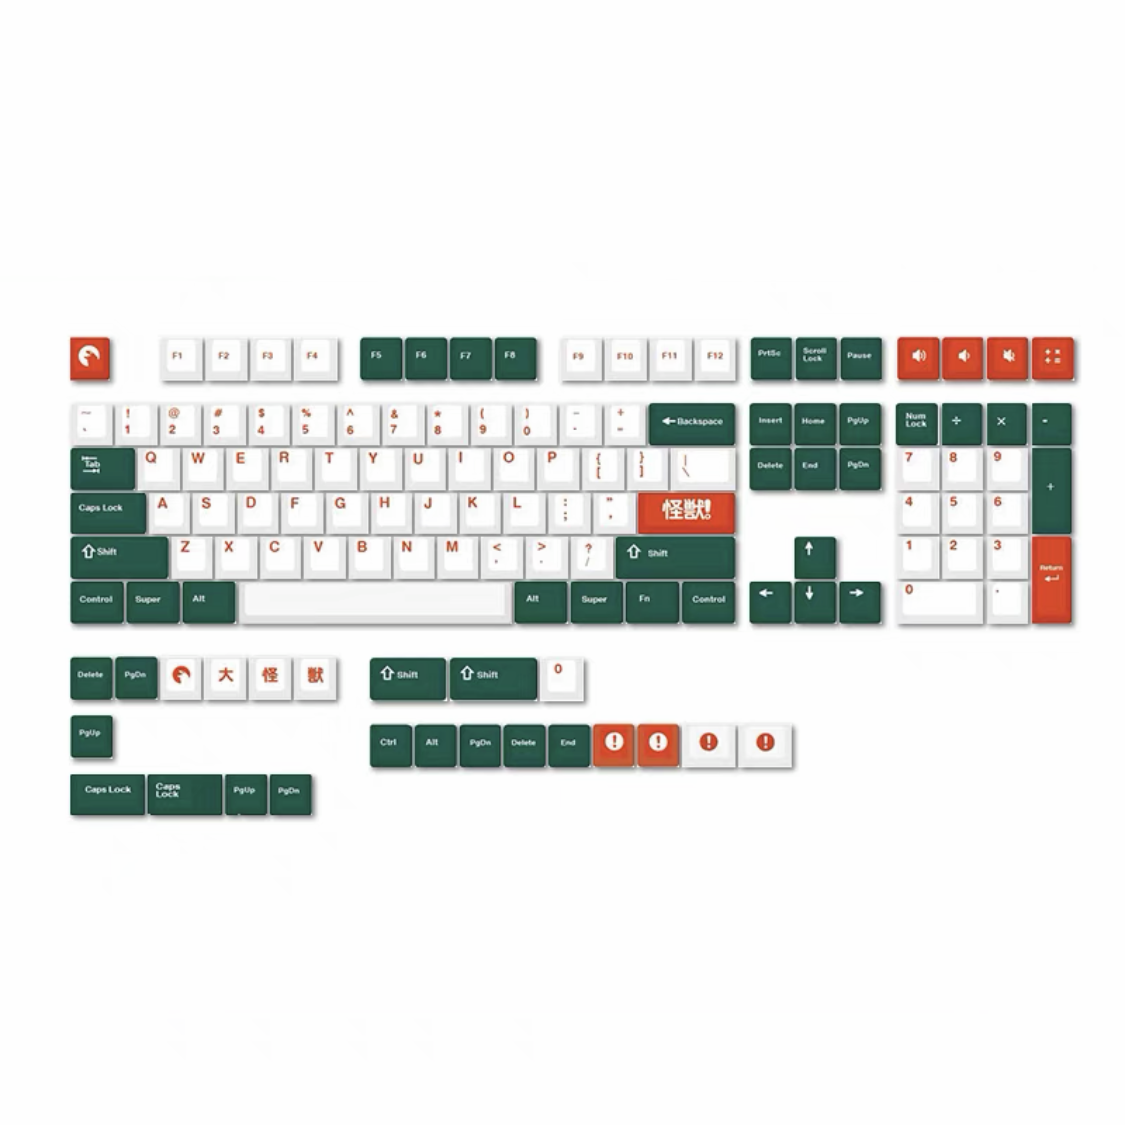 F1 F2 F3 F4 F5 F6 F7 F8 F9 F10 F11 F12 PrtSc Scroll Lock Pause
~ ! @ # $ % ^ & * ( ) - +
` 1 2 3 4 5 6 7 8 9 0 - = ←Backspace Insert Home PgUp Num Lock ÷ × -
Tab Q W E R T Y U I O P { [ } ] | \ Delete End PgDn 7 8 9 +
Caps Lock A S D F G H J K L : ; " , 怪獣! 4 5 6
Shift Z X C V B N M < , > . ? / Shift ↑ 1 2 3 Return
Control Super Alt Alt Super Fn Control ← ↓ → 0 .
Delete PgDn 大 怪 獣 Shift Shift 0
PgUp Ctrl Alt PgDn Delete End ! ! ! !
Caps Lock Caps Lock PgUp PgDn